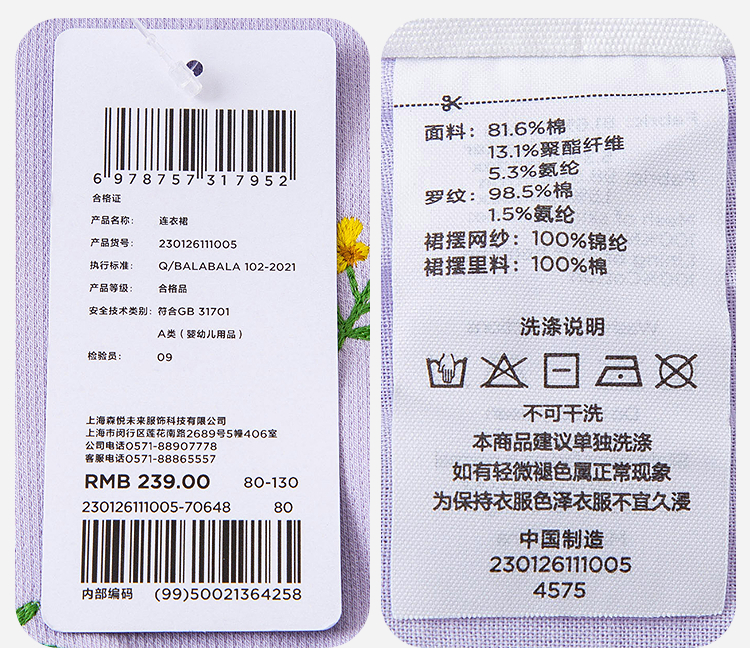 6 978757 317952
合格证
产品名称： 连衣裙
产品货号： 230126111005
执行标准： Q/BALABALA 102-2021
产品等级： 合格品
安全技术类别：符合GB 31701
A类（婴幼儿用品）
检验员： 09
上海森悦未来服饰科技有限公司
上海市闵行区莲花南路2689号5幢406室
公司电话0571-88907778
客服电话0571-88865557
RMB 239.00 80-130
230126111005-70648 80
内部编码 (99)50021364258
面料：81.6%棉
13.1%聚酯纤维
5.3%氨纶
罗纹：98.5%棉
1.5%氨纶
裙摆网纱：100%锦纶
裙摆里料：100%棉
洗涤说明
不可干洗
本商品建议单独洗涤
如有轻微褪色属正常现象
为保持衣服色泽衣服不宜久浸
中国制造
230126111005
4575